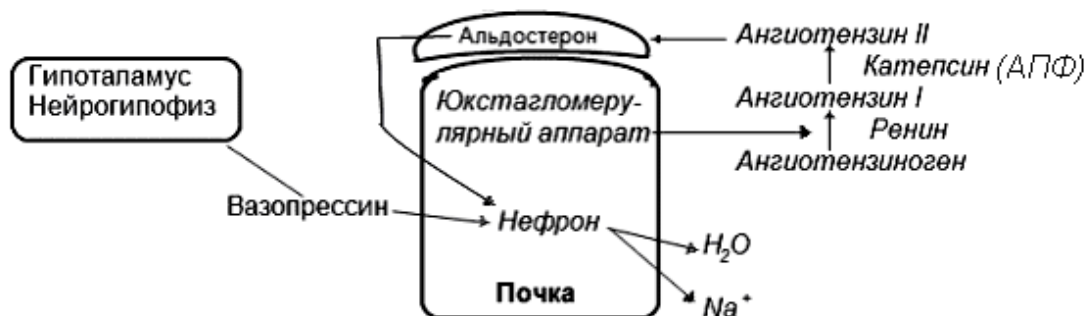 Гипоталамус
Нейрогипофиз
Вазопрессин
Альдостерон
Юкстагломеру-
лярный аппарат
Нефрон
Почка
Ангиотензин II
Катепсин (АПФ)
Ангиотензин I
Ренин
Ангиотензиноген
H₂O
Na⁺